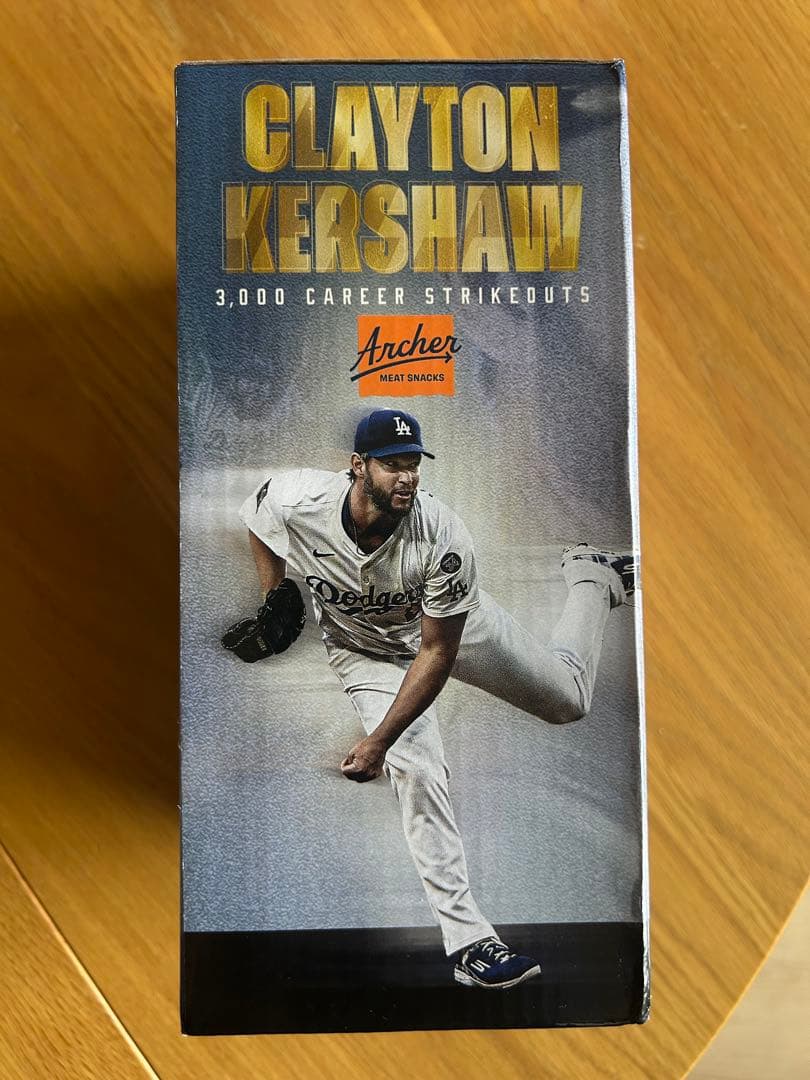 CLAYTON
KERSHAW
3,000 CAREER STRIKEOUTS
Archer
MEAT SNACKS
LA
Dodgers
LA